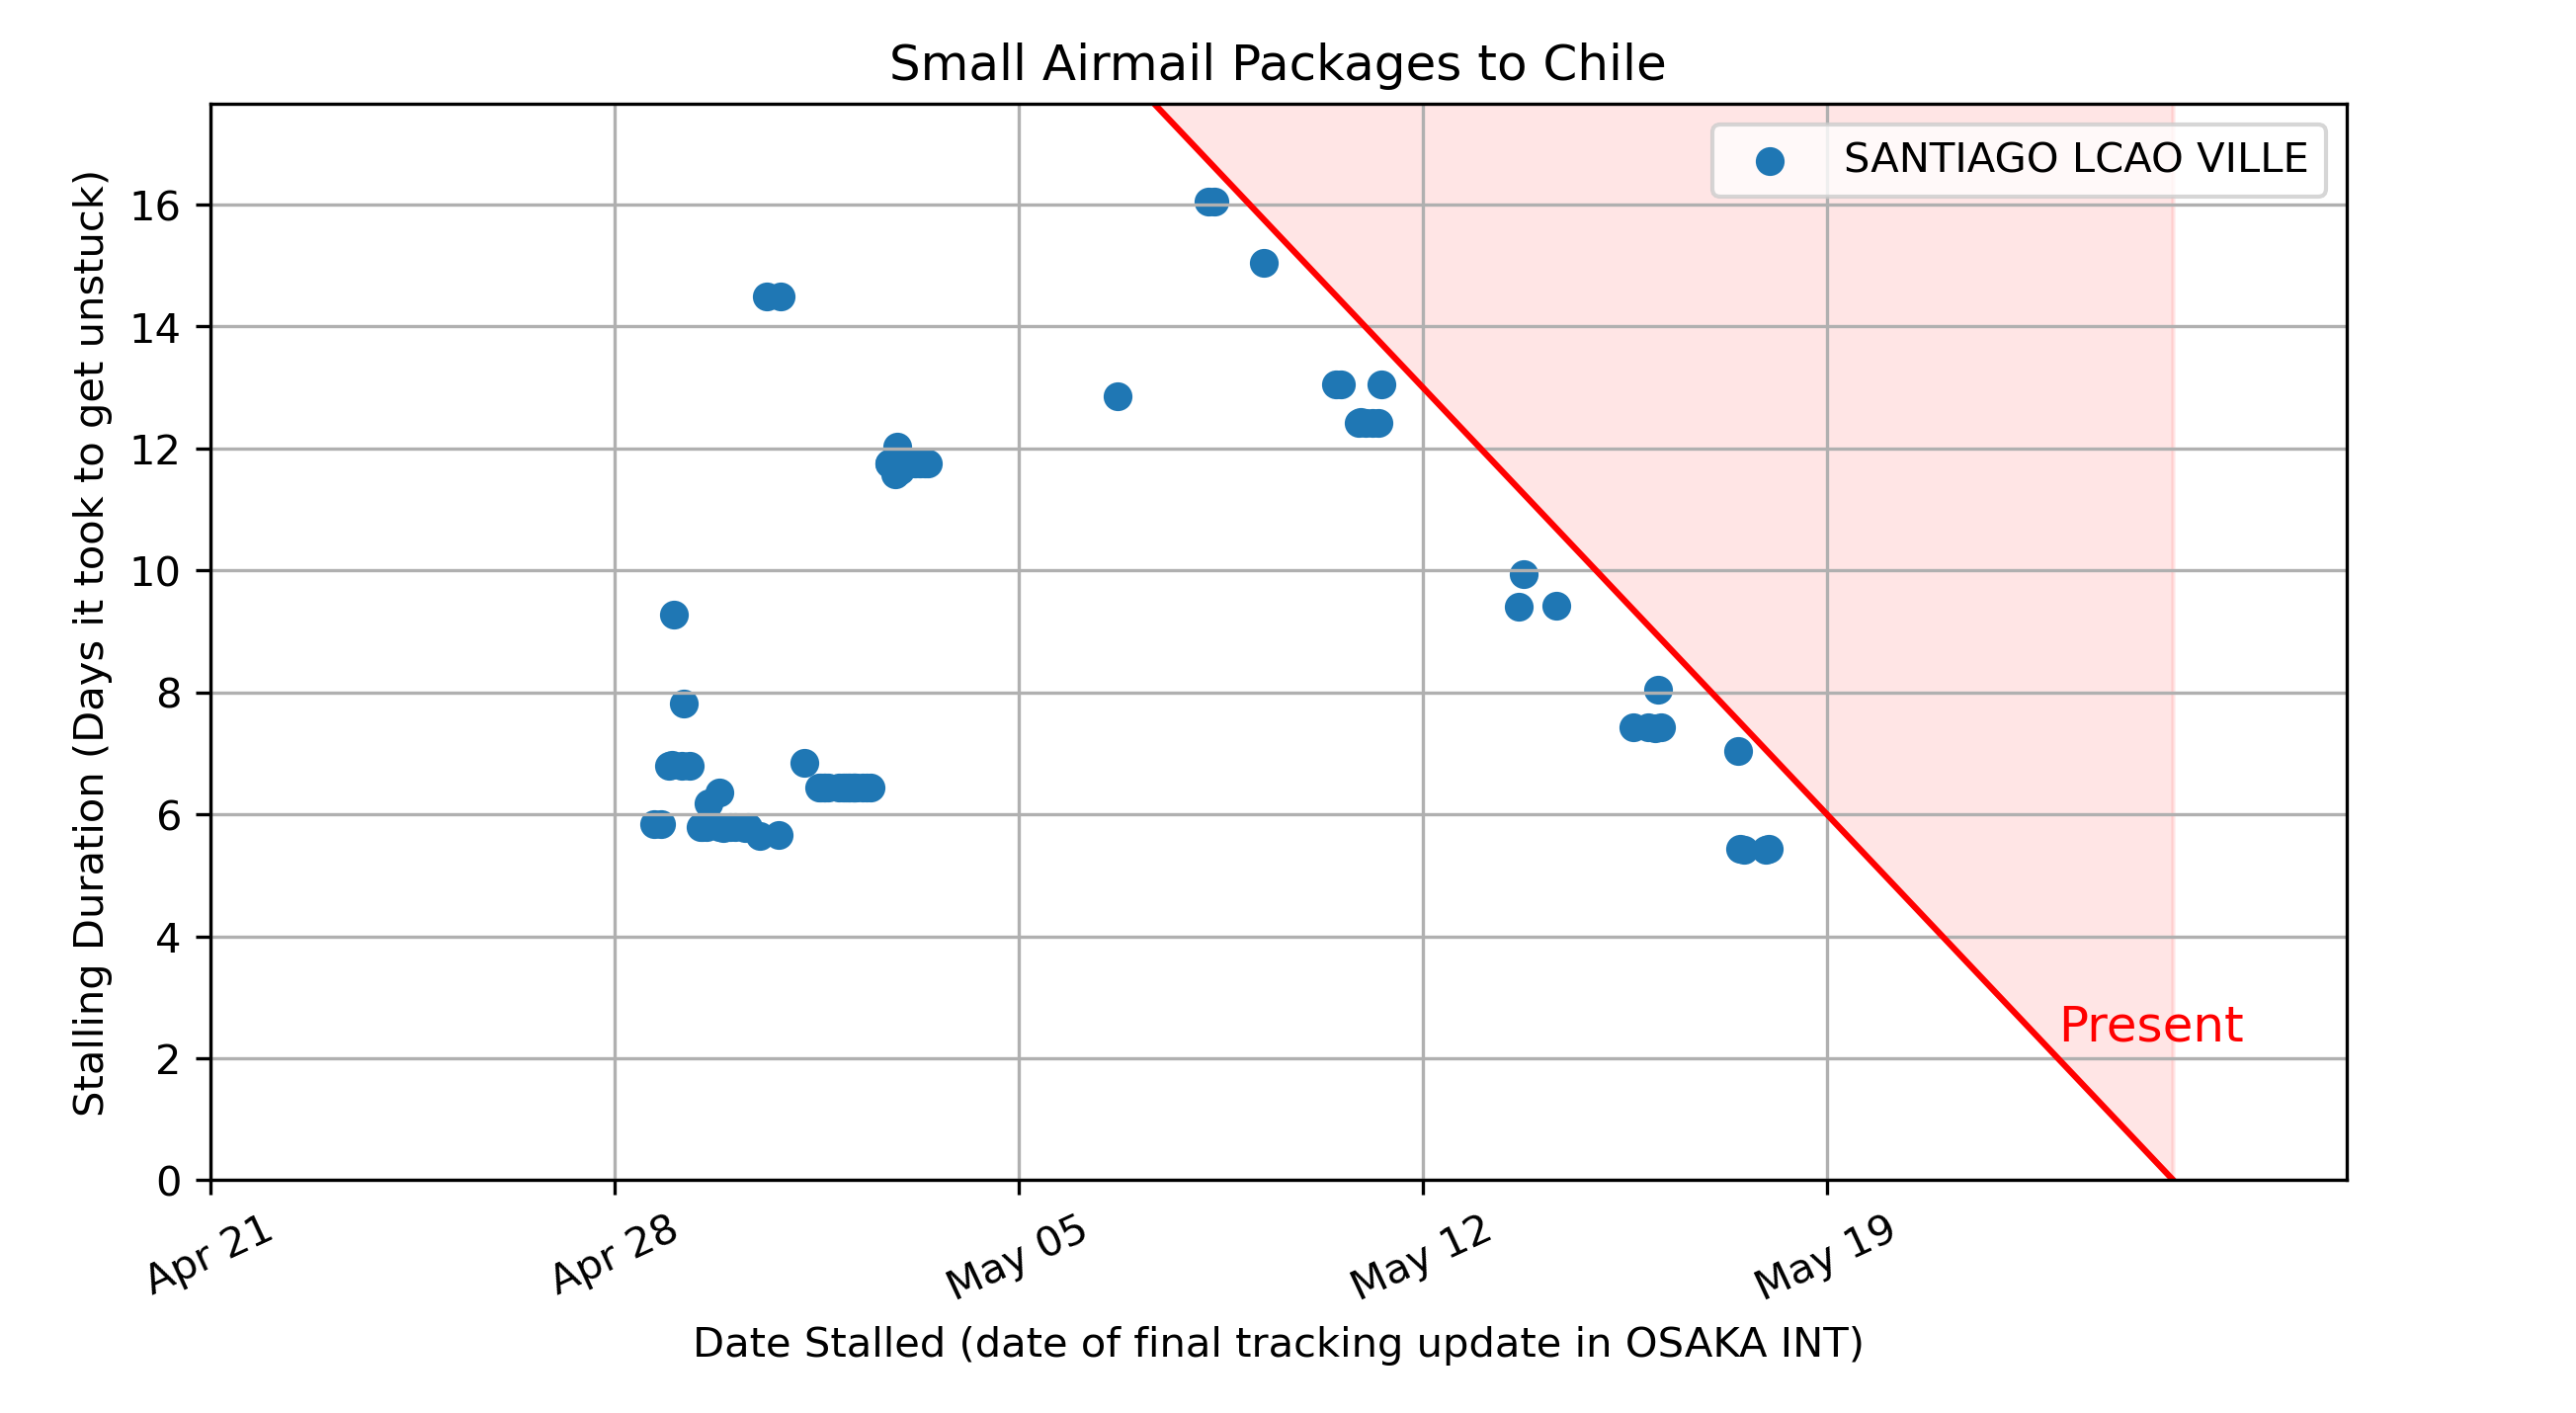 Small Airmail Packages to Chile
SANTIAGO LCAO VILLE
Stalling Duration (Days it took to get unstuck)
16
14
12
10
8
6
4
2
0
Present
Apr 21
Apr 28
May 05
May 12
May 19
Date Stalled (date of final tracking update in OSAKA INT)